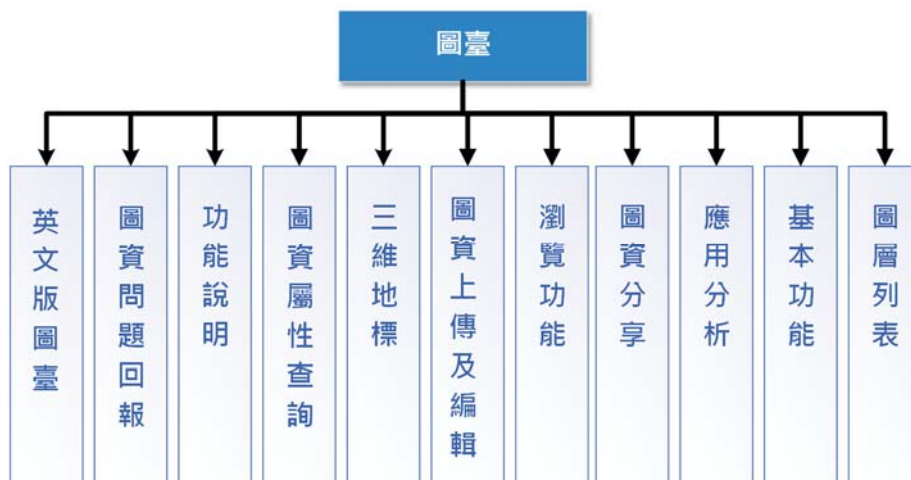 圖臺
英文版圖臺
圖資問題回報
功能說明
圖資屬性查詢
三維地標
圖資上傳及編輯
瀏覽功能
圖資分享
應用分析
基本功能
圖層列表